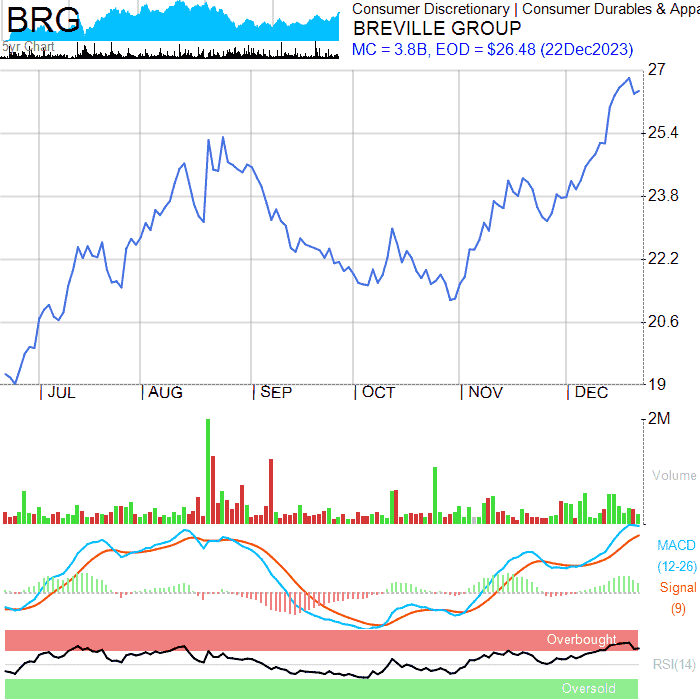 BRG
5yr Chart
Consumer Discretionary | Consumer Durables & Appa
BREVILLE GROUP
MC = 3.8B, EOD = $26.48 (22Dec2023)
27
25.4
23.8
22.2
20.6
19
JUL AUG SEP OCT NOV DEC
2M
Volume
MACD
(12-26)
Signal
(9)
Overbought
RSI(14)
Oversold